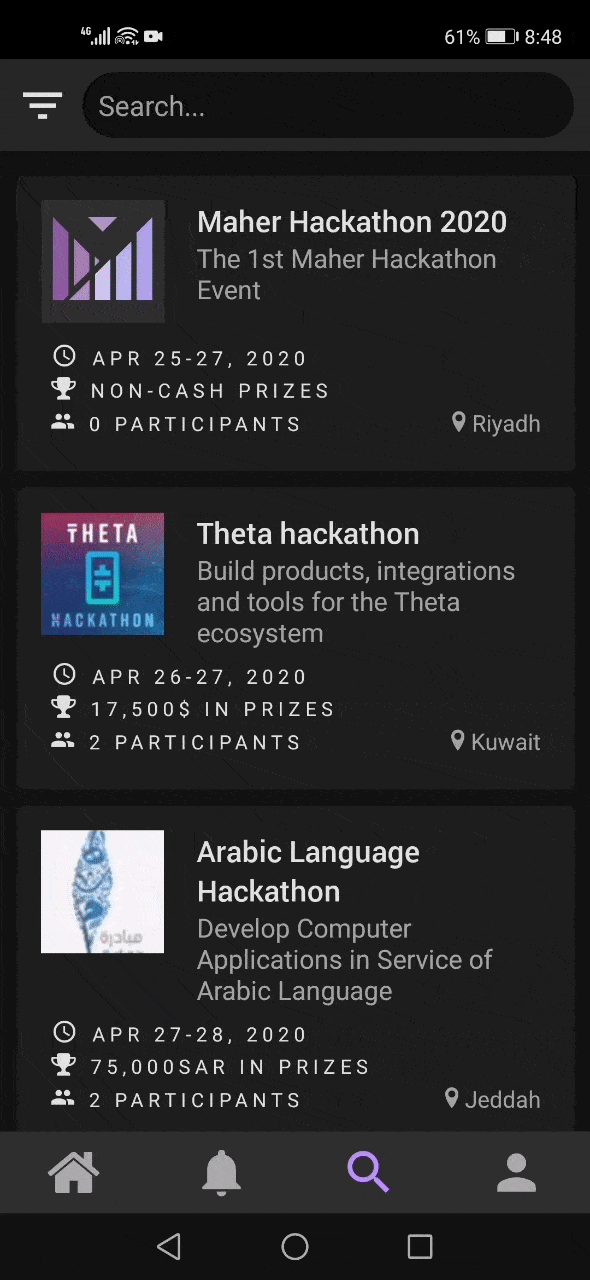 4G
61%
8:48
Search...
Maher Hackathon 2020
The 1st Maher Hackathon
Event
APR 25-27, 2020
NON-CASH PRIZES
0 PARTICIPANTS
Riyadh
THETA
HACKATHON
Theta hackathon
Build products, integrations
and tools for the Theta
ecosystem
APR 26-27, 2020
17,500$ IN PRIZES
2 PARTICIPANTS
Kuwait
مبادرة
Arabic Language
Hackathon
Develop Computer
Applications in Service of
Arabic Language
APR 27-28, 2020
75,000SAR IN PRIZES
2 PARTICIPANTS
Jeddah